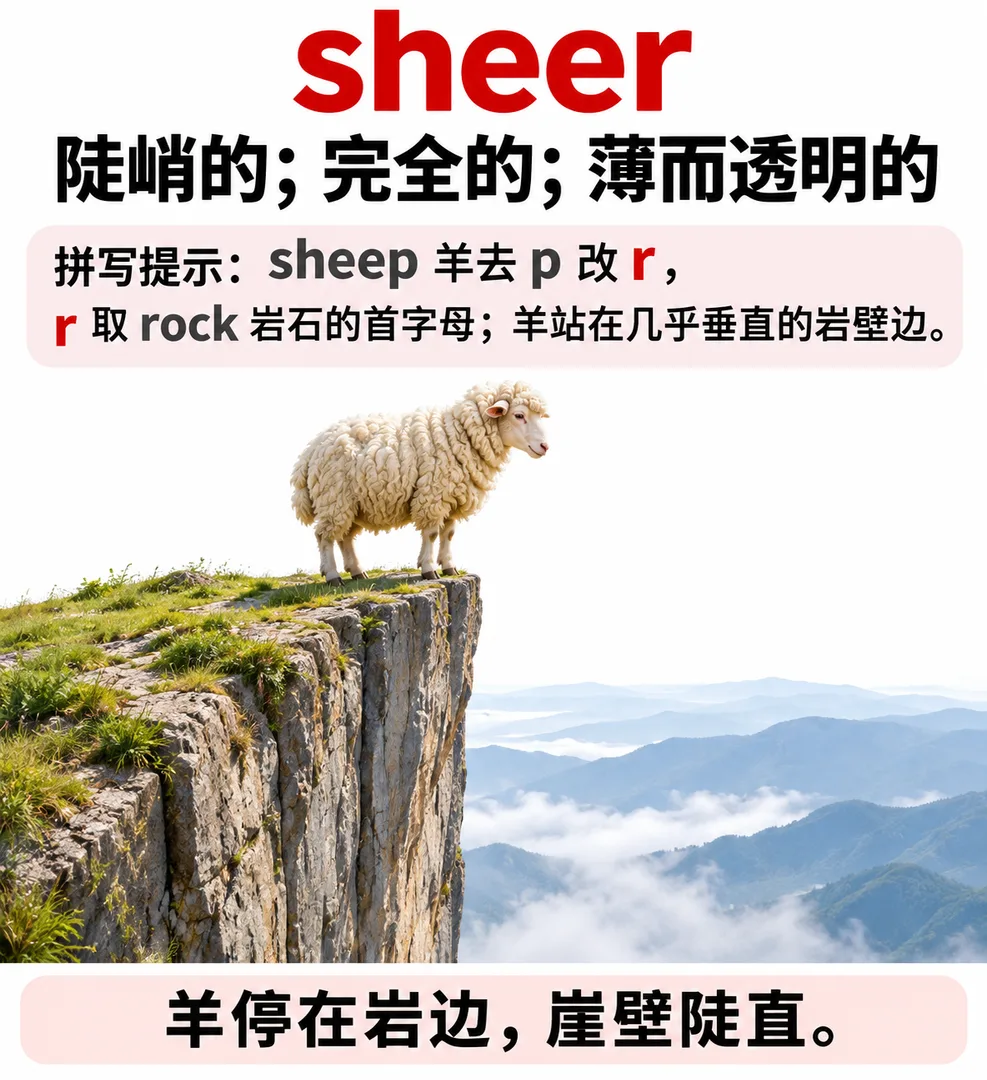 sheer
陡峭的；完全的；薄而透明的
拼写提示：sheep 羊去 p 改 r，
r 取 rock 岩石的首字母；羊站在几乎垂直的岩壁边。
羊停在岩边，崖壁陡直。